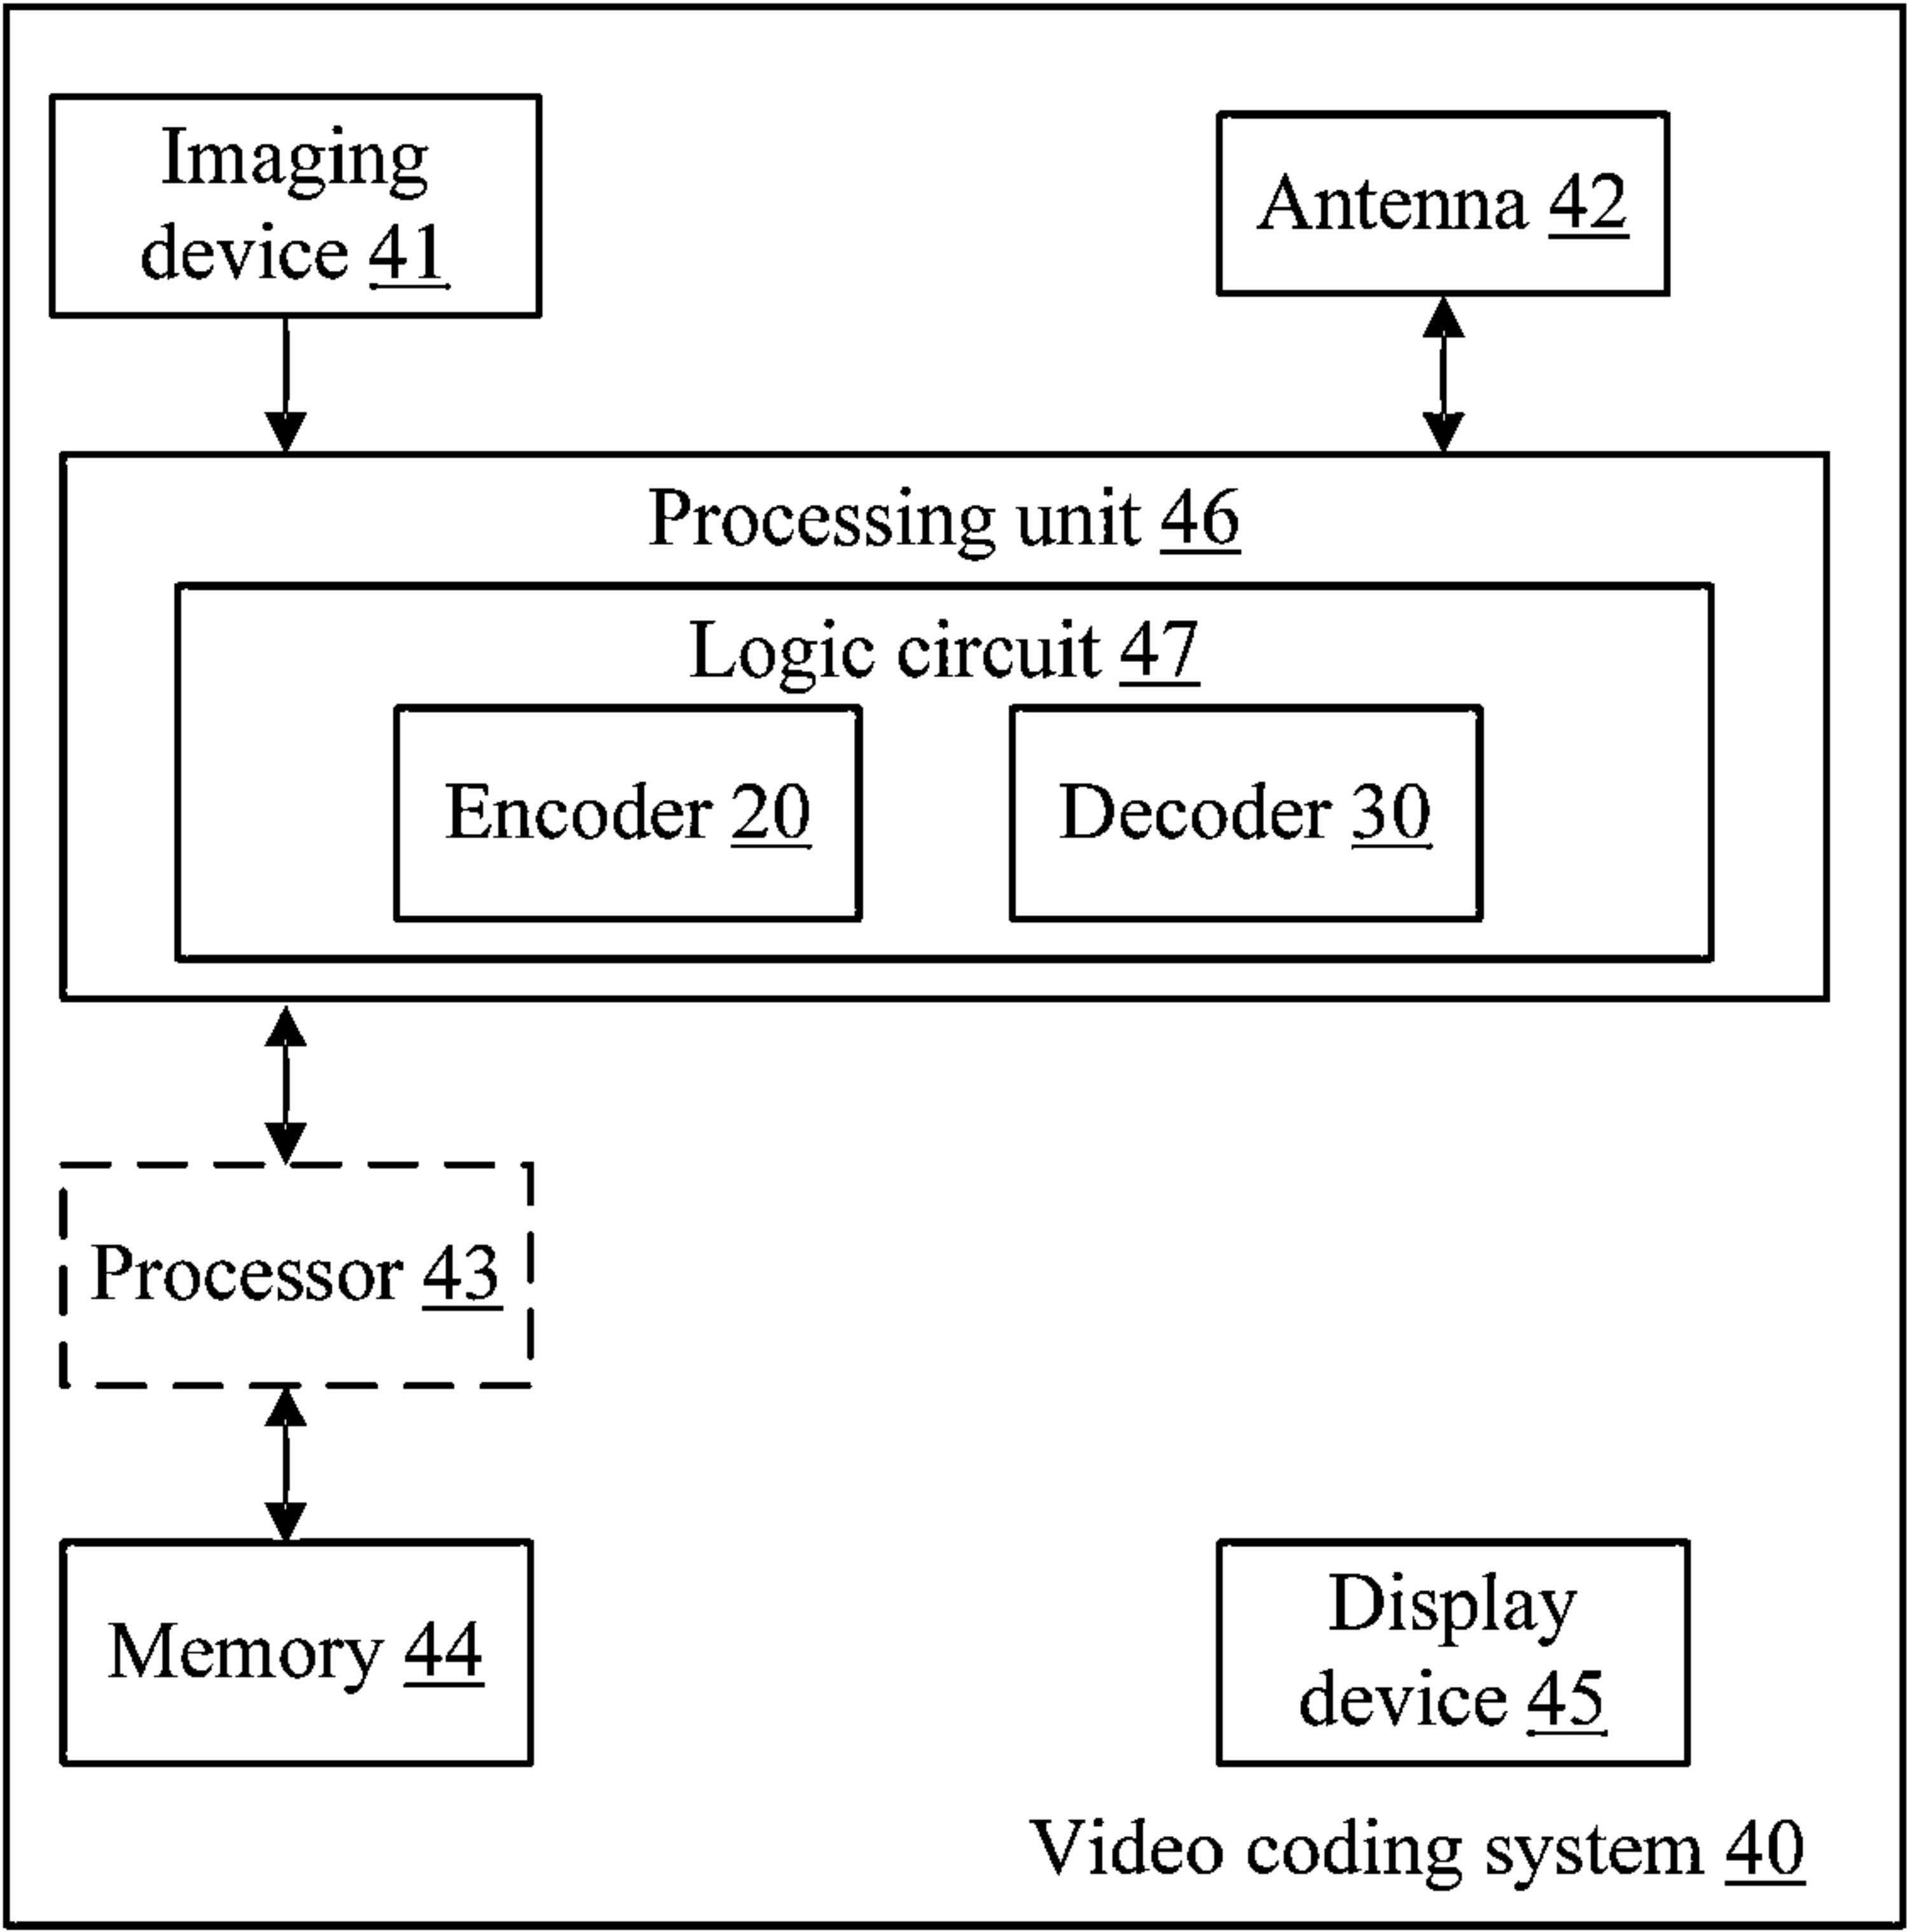 Imaging
device 41
Antenna 42
Processing unit 46
Logic circuit 47
Encoder 20
Decoder 30
Processor 43
Memory 44
Display
device 45
Video coding system 40